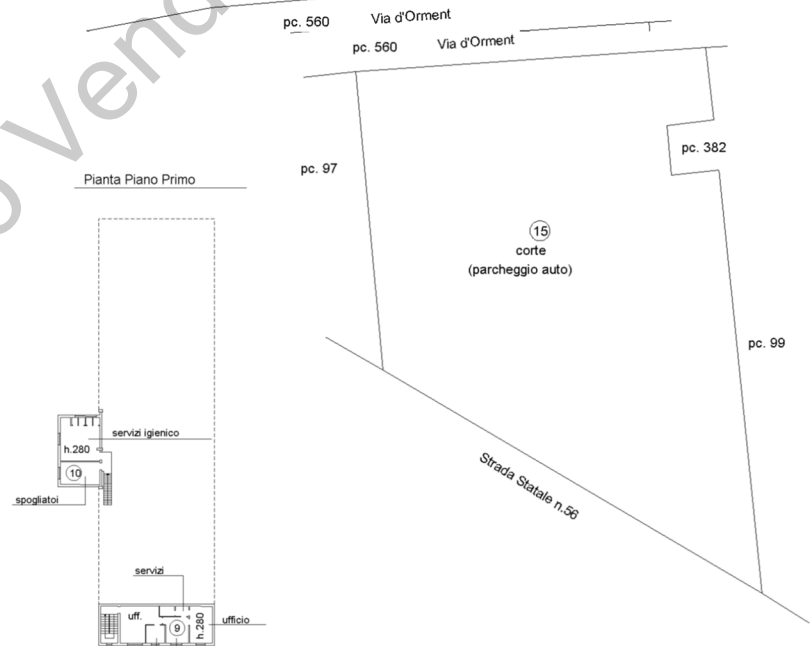 pc. 560 Via d'Orment
pc. 560 Via d'Orment
pc. 97
pc. 382
Pianta Piano Primo
15
corte
(parcheggio auto)
pc. 99
servizi igienico
h.280
10
spogliatoi
Strada Statale n.56
servizi
uff.
9
h.280
ufficio
o Vend